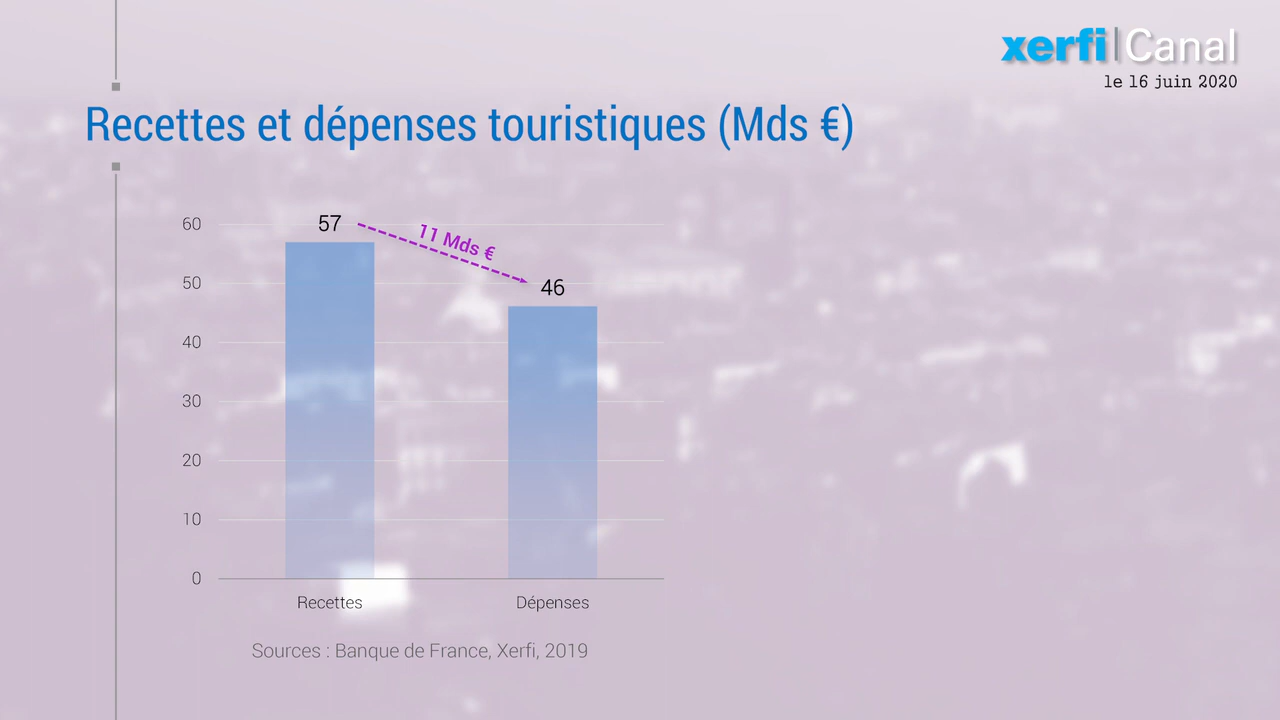 xerfi Canal
le 16 juin 2020
Recettes et dépenses touristiques (Mds €)
60
50
40
30
20
10
0
57
11 Mds €
46
Recettes
Dépenses
Sources : Banque de France, Xerfi, 2019